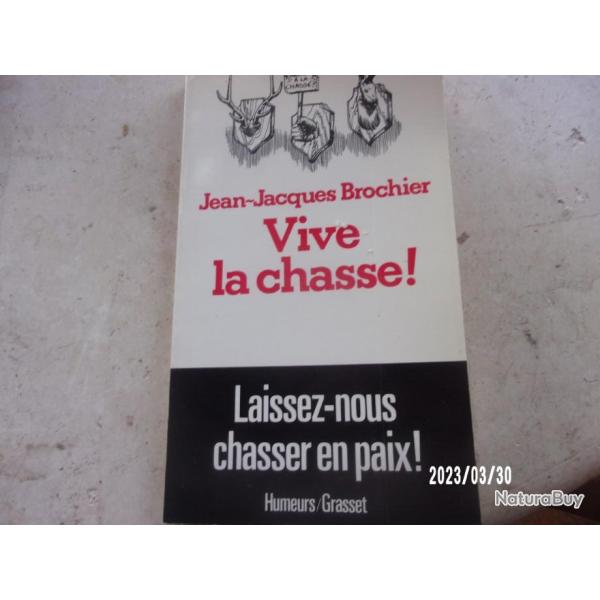 À LA
CHASSE!
Jean-Jacques Brochier
Vive
la chasse!
Laissez-nous
chasser en paix!
2023/03/30
Humeurs/Grasset
NaturaBuy